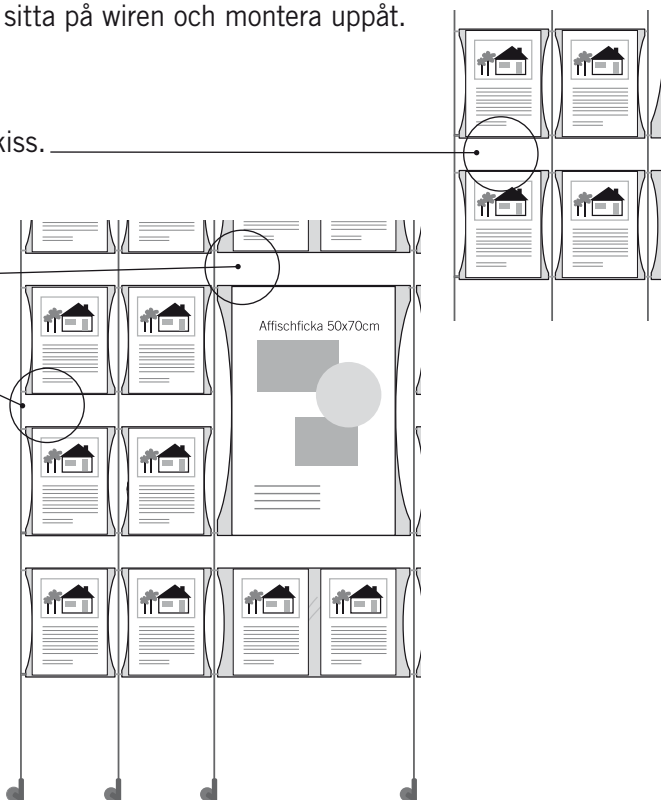 sitta på wiren och montera uppåt.
kiss.
Affischficka 50x70cm